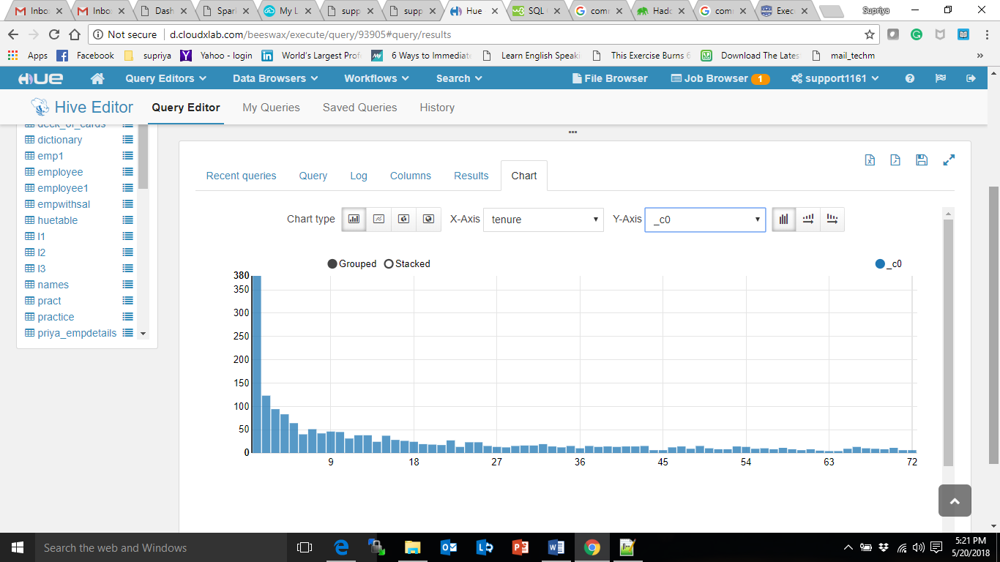 Inbo Inbo Dash Spar My L supp supp Hue SQL com Had com Exec Supriya
Not secure | d.cloudxlab.com/beeswax/execute/query/93905#query/results
Apps Facebook supriya Yahoo - login World's Largest Prof 6 Ways to Immediat Learn English Speaki This Exercise Burns 6 Download The Lates mail_techm »
HUE Query Editors Data Browsers Workflows Search File Browser Job Browser 1 support1161
Hive Editor Query Editor My Queries Saved Queries History
deck_of_cards
dictionary
emp1
employee
employee1
empwithsal
huetable
l1
l2
l3
names
pract
practice
priya_empdetails
Recent queries Query Log Columns Results Chart
Chart type X-Axis tenure Y-Axis _c0
Grouped Stacked _c0
380
350
300
250
200
150
100
50
0
9 18 27 36 45 54 63 72
Search the web and Windows
5:21 PM
5/20/2018